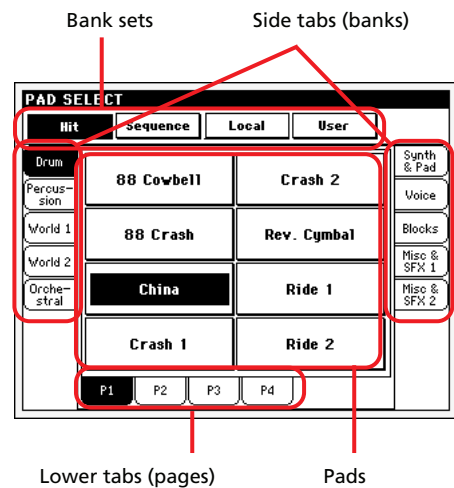 Bank sets
Side tabs (banks)
PAD SELECT
Hit
Sequence
Local
User
Drum
Percus-
sion
World 1
World 2
Orche-
stral
88 Cowbell
Crash 2
88 Crash
Rev. Cymbal
China
Ride 1
Crash 1
Ride 2
Synth
& Pad
Voice
Blocks
Misc &
SFX 1
Misc &
SFX 2
P1
P2
P3
P4
Lower tabs (pages)
Pads